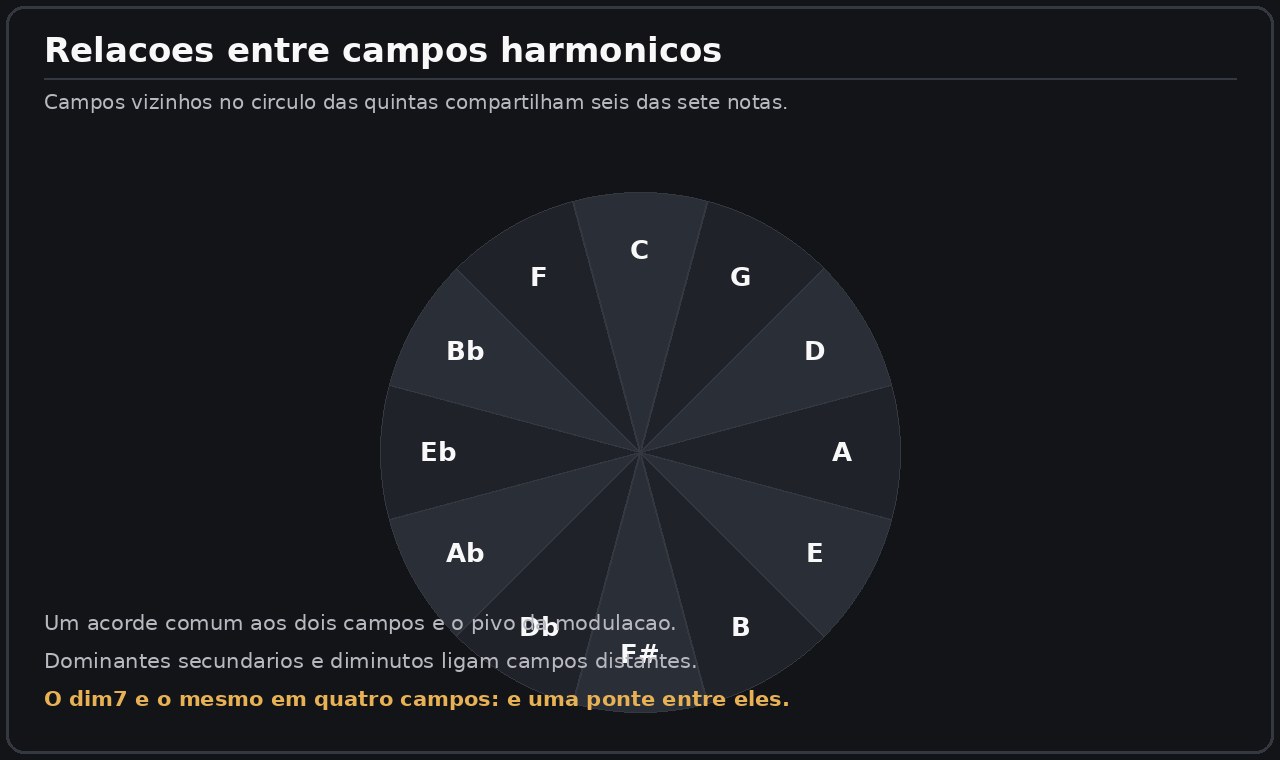 Relacoes entre campos harmonicos
Campos vizinhos no circulo das quintas compartilham seis das sete notas.
C
F
G
Bb
D
Eb
A
Ab
E
Um acorde comum aos dois campos e o pivo da modulacao.
Db
B
F#
Dominantes secundarios e diminutos ligam campos distantes.
O dim7 e o mesmo em quatro campos: e uma ponte entre eles.